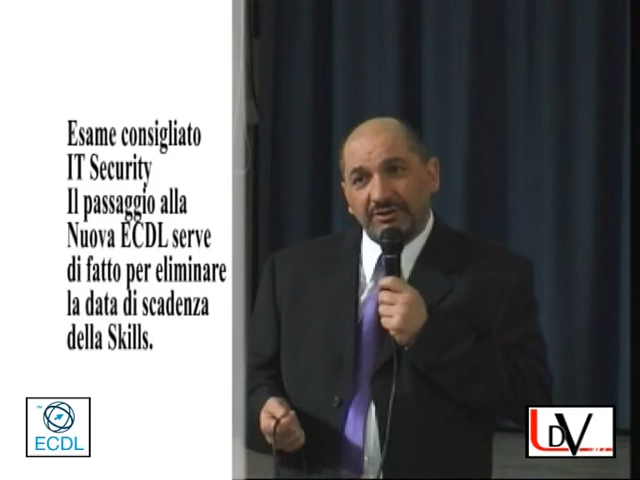 Esame consigliato
IT Security
Il passaggio alla
Nuova ECDL serve
di fatto per eliminare
la data di scadenza
della Skills.
™
ECDL
LDV